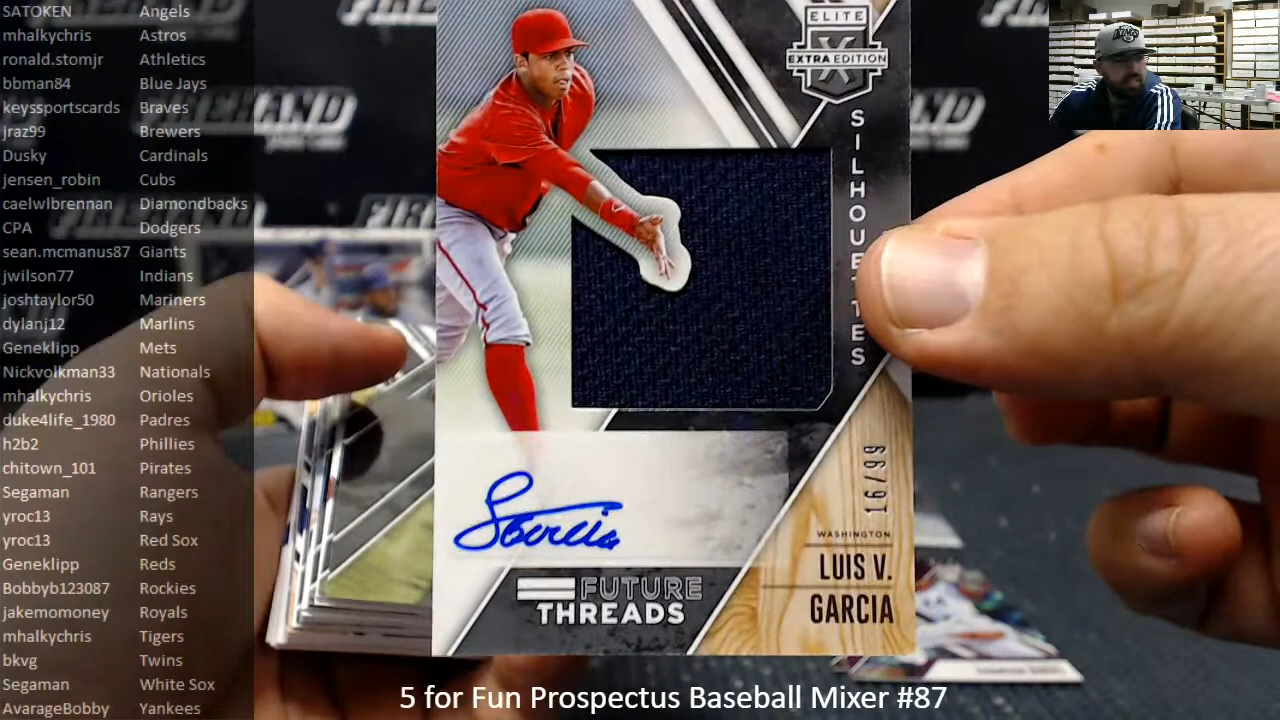 SATOKEN Angels
mhalkychris Astros
ronald.stomjr Athletics
bbman84 Blue Jays
keyssportscards Braves
jraz99 Brewers
Dusky Cardinals
jensen_robin Cubs
caelwlbrennan Diamondbacks
CPA Dodgers
sean.mcmanus87 Giants
jwilson77 Indians
joshtaylor50 Mariners
dylanj12 Marlins
Geneklipp Mets
Nickvolkman33 Nationals
mhalkychris Orioles
duke4life_1980 Padres
h2b2 Phillies
chitown_101 Pirates
Segaman Rangers
yroc13 Rays
yroc13 Red Sox
Geneklipp Reds
Bobbyb123087 Rockies
jakemomoney Royals
mhalkychris Tigers
bkvg Twins
Segaman White Sox
AvarageBobby Yankees
ELITE
X
EXTRA EDITION
SILHOUETTES
16/99
WASHINGTON
LUIS V.
GARCIA
FUTURE
THREADS
KINGS
5 for Fun Prospectus Baseball Mixer #87